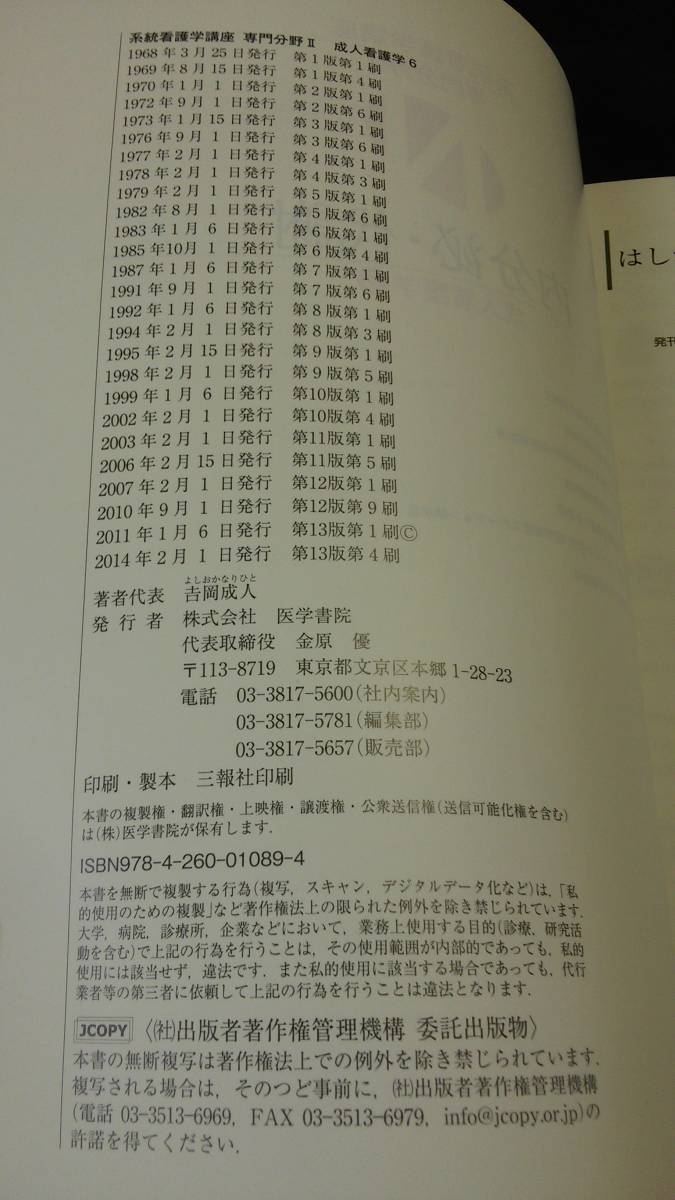 系統看護学講座 専門分野Ⅱ 成人看護学 6
1968年3月25日発行 第1版第1刷
1969年8月15日発行 第1版第4刷
1970年1月1日発行 第2版第1刷
1972年9月1日発行 第2版第6刷
1973年1月15日発行 第3版第1刷
1976年9月1日発行 第3版第6刷
1977年2月1日発行 第4版第1刷
1978年2月1日発行 第4版第3刷
1979年2月1日発行 第5版第1刷
1982年8月1日発行 第5版第6刷
1983年1月6日発行 第6版第1刷
1985年10月1日発行 第6版第4刷
1987年1月6日発行 第7版第1刷
1991年9月1日発行 第7版第6刷
1992年1月6日発行 第8版第1刷
1994年2月1日発行 第8版第3刷
1995年2月15日発行 第9版第1刷
1998年2月1日発行 第9版第5刷
1999年1月6日発行 第10版第1刷
2002年2月1日発行 第10版第4刷
2003年2月1日発行 第11版第1刷
2006年2月15日発行 第11版第5刷
2007年2月1日発行 第12版第1刷
2010年9月1日発行 第12版第9刷
2011年1月6日発行 第13版第1刷Ⓒ
2014年2月1日発行 第13版第4刷
よしおかなりひと
著者代表 吉岡成人
発行者 株式会社 医学書院
代表取締役 金原 優
〒113-8719 東京都文京区本郷 1-28-23
電話 03-3817-5600(社内案内)
03-3817-5781(編集部)
03-3817-5657(販売部)
印刷・製本 三報社印刷
本書の複製権・翻訳権・上映権・譲渡権・公衆送信権(送信可能化権を含む)
は(株)医学書院が保有します.
ISBN978-4-260-01089-4
本書を無断で複製する行為(複写,スキャン,デジタルデータ化など)は,「私
的使用のための複製」など著作権法上の限られた例外を除き禁じられています.
大学,病院,診療所,企業などにおいて,業務上使用する目的(診療,研究活
動を含む)で上記の行為を行うことは,その使用範囲が内部的であっても,私的
使用には該当せず,違法です.また私的使用に該当する場合であっても,代行
業者等の第三者に依頼して上記の行為を行うことは違法となります.
JCOPY〈㈳出版者著作権管理機構 委託出版物〉
本書の無断複写は著作権法上での例外を除き禁じられています.
複写される場合は,そのつど事前に,㈳出版者著作権管理機構
(電話 03-3513-6969,FAX 03-3513-6979,info@jcopy.or.jp)の
許諾を得てください.
はし
発刊